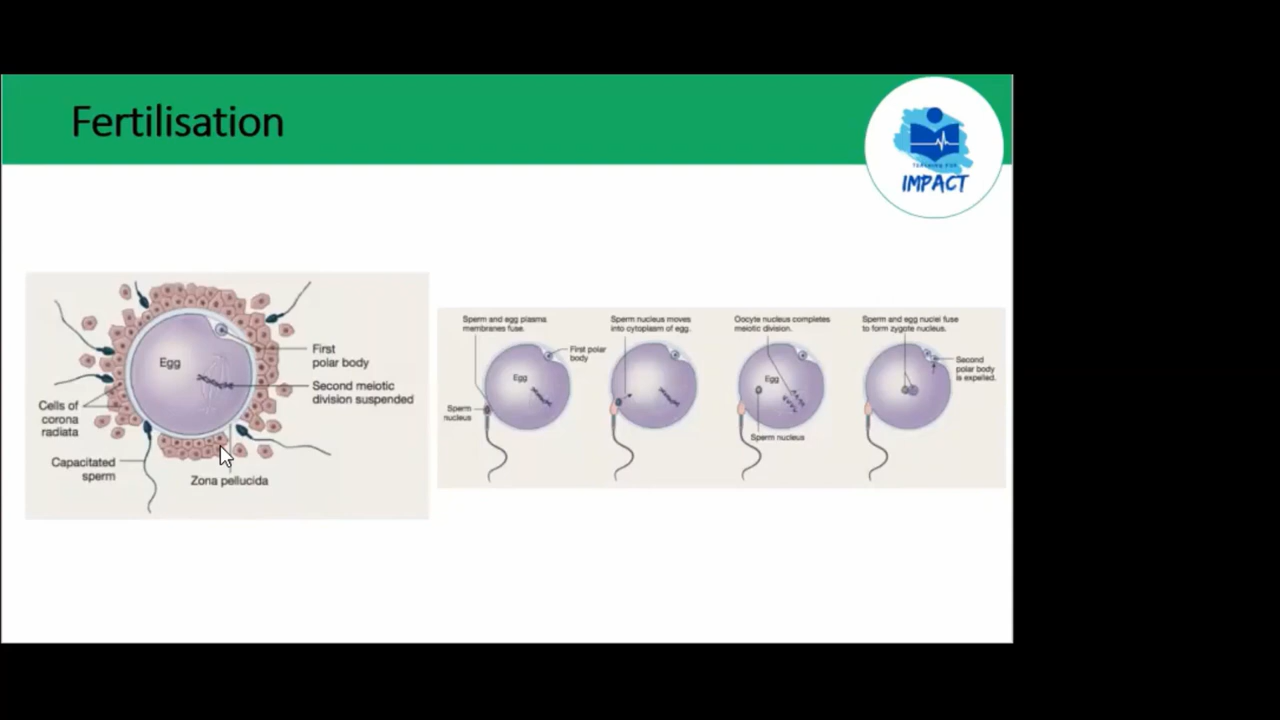 Fertilisation
TEACHING FOR
IMPACT
Egg
First
polar body
Second meiotic
division suspended
Cells of
corona
radiata
Capacitated
sperm
Zona pellucida
Sperm and egg plasma
membranes fuse.
First polar
body
Egg
Sperm
nucleus
Sperm nucleus moves
into cytoplasm of egg.
Oocyte nucleus completes
meiotic division.
Egg
Sperm nucleus
Sperm and egg nuclei fuse
to form zygote nucleus.
Second
polar body
is expelled.